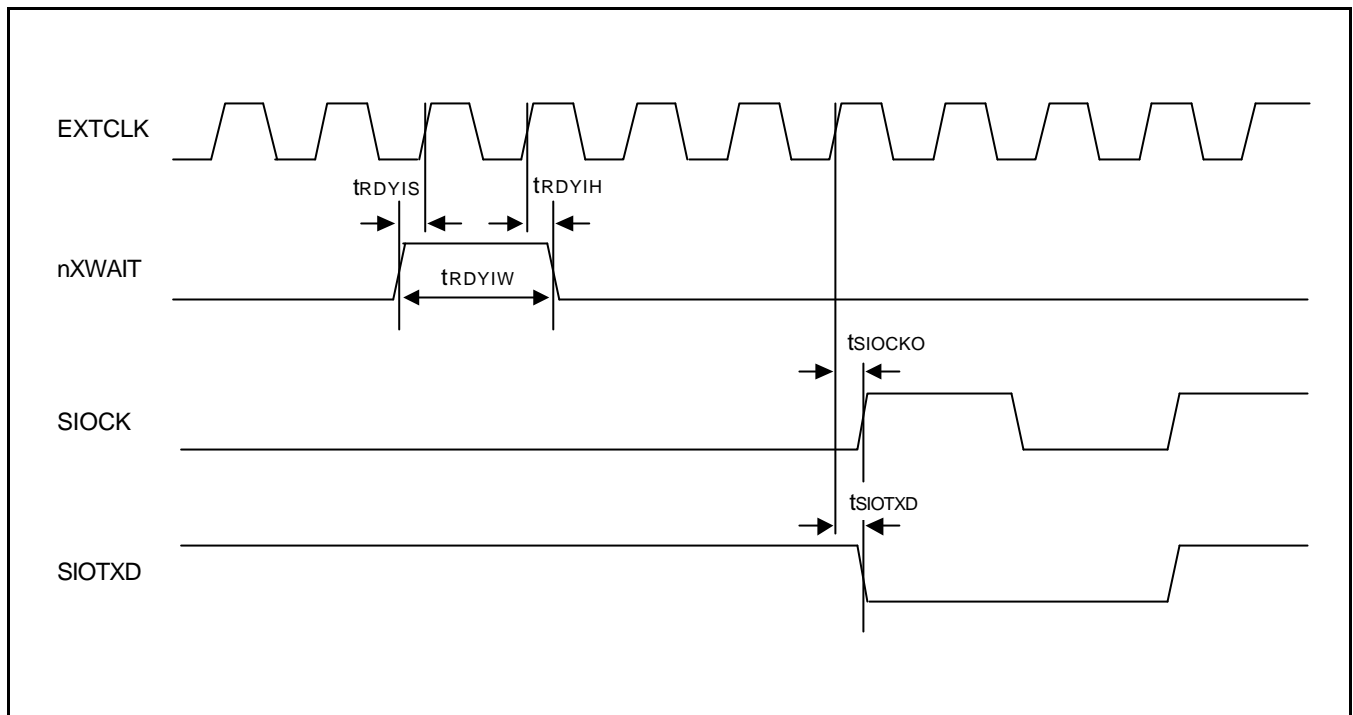 EXTCLK
tRDYIS
tRDYIH
nXWAIT
tRDYIW
tSIOCKO
SIOCK
tSIOTXD
SIOTXD